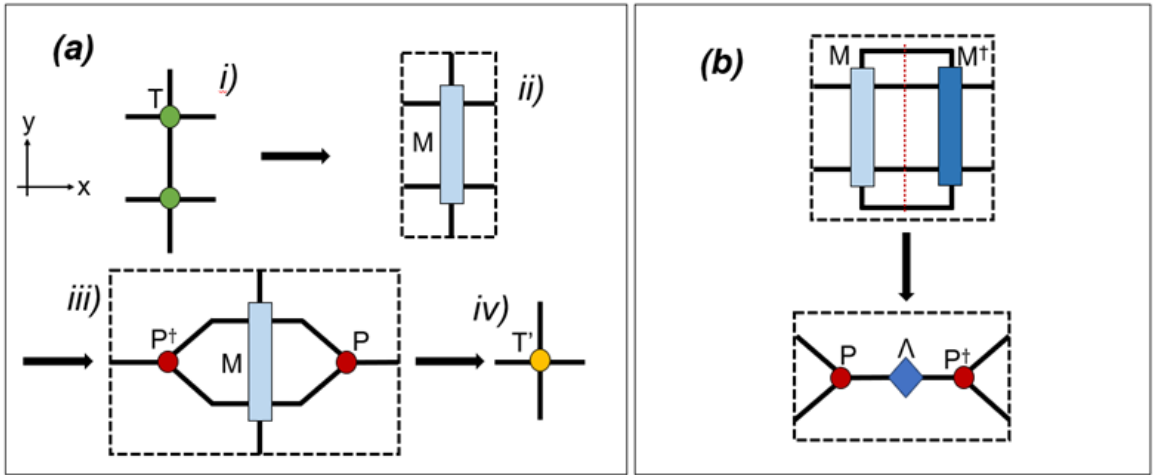 (a)
i)
T
y
x
M
ii)
iii)
P†
M
P
iv)
T'
(b)
M
M†
P
Λ
P†